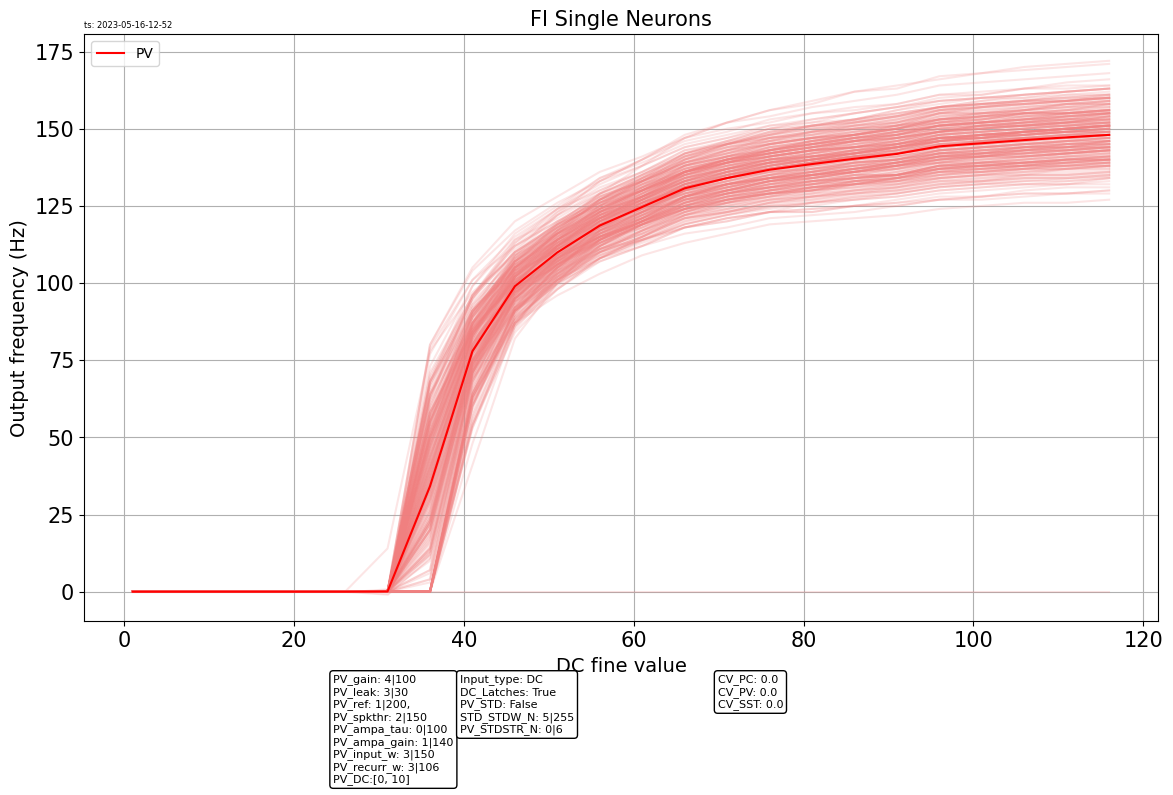 FI Single Neurons
ts: 2023-05-16-12-52
PV
175
150
125
100
75
50
25
0
Output frequency (Hz)
0 20 40 60 80 100 120
DC fine value
PV_gain: 4|100
PV_leak: 3|30
PV_ref: 1|200,
PV_spkthr: 2|150
PV_ampa_tau: 0|100
PV_ampa_gain: 1|140
PV_input_w: 3|150
PV_recurr_w: 3|106
PV_DC:[0, 10]
Input_type: DC
DC_Latches: True
PV_STD: False
STD_STDW_N: 5|255
PV_STDSTR_N: 0|6
CV_PC: 0.0
CV_PV: 0.0
CV_SST: 0.0